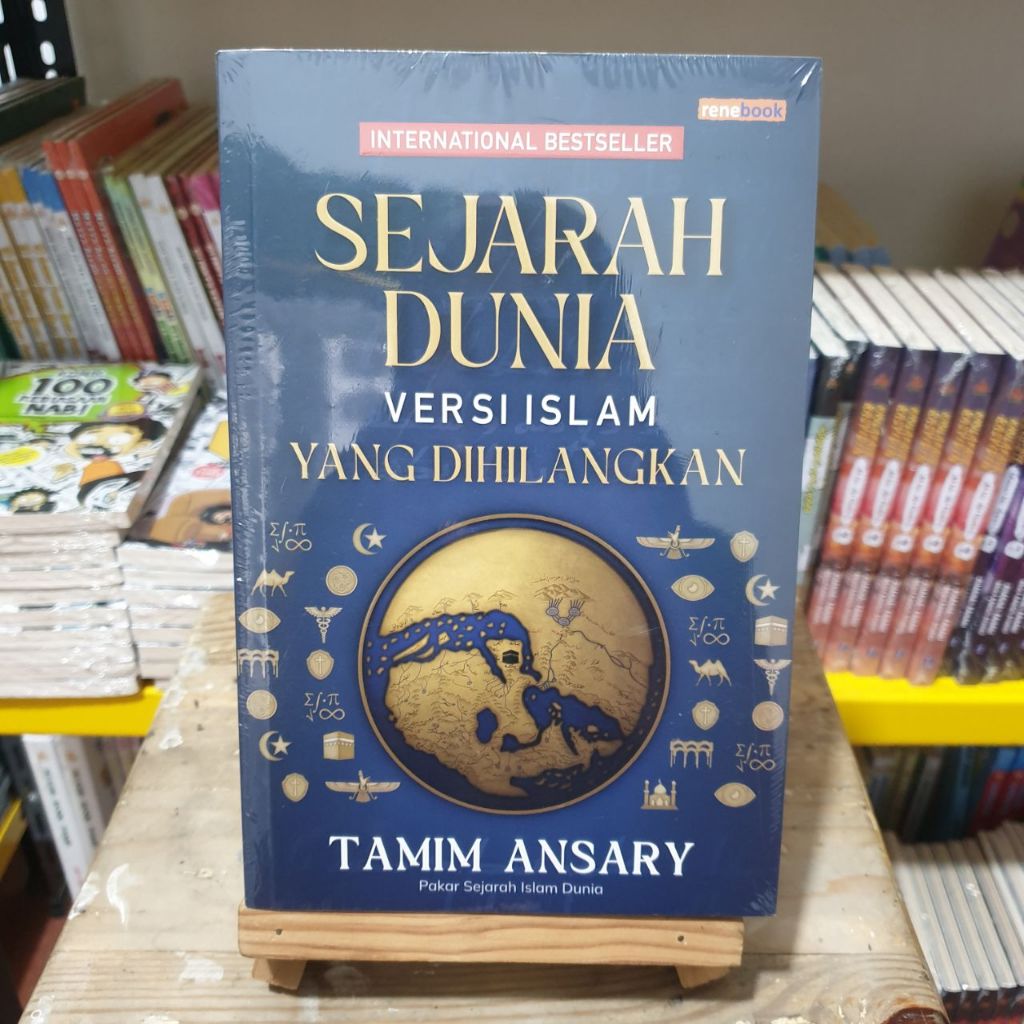 renebook
INTERNATIONAL BESTSELLER
SEJARAH
DUNIA
VERSI ISLAM
YANG DIHILANGKAN
TAMIM ANSARY
Pakar Sejarah Islam Dunia
100
NABI